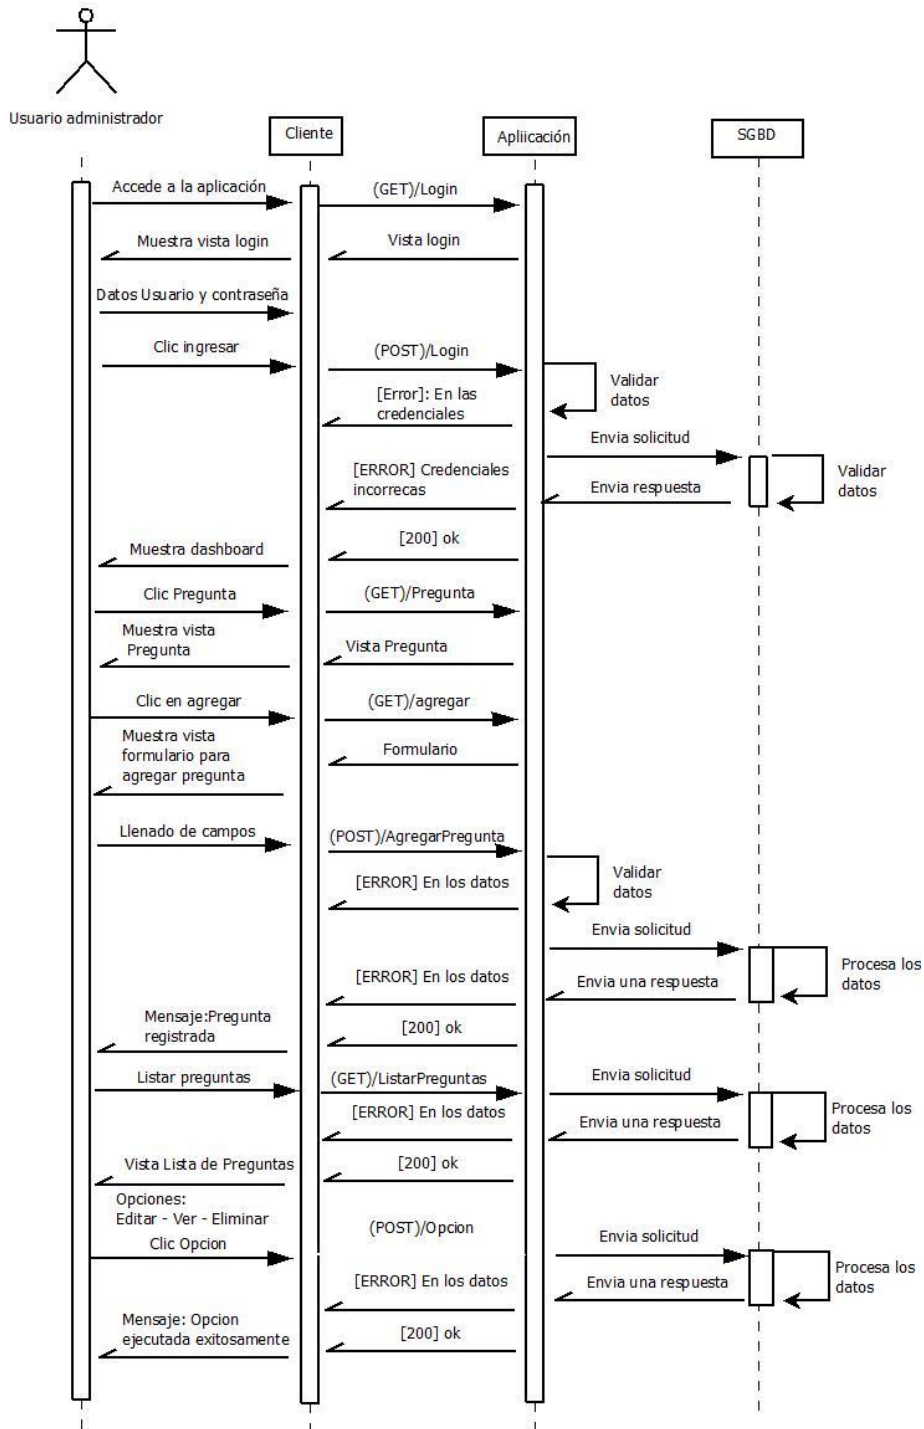 Usuario administrador
Cliente
Apliicación
SGBD
Accede a la aplicación
(GET)/Login
Muestra vista login
Vista login
Datos Usuario y contraseña
Clic ingresar
(POST)/Login
Validar
datos
[Error]: En las
credenciales
Envia solicitud
[ERROR] Credenciales
incorrecas
Envia respuesta
Validar
datos
[200] ok
Muestra dashboard
Clic Pregunta
(GET)/Pregunta
Muestra vista
Pregunta
Vista Pregunta
Clic en agregar
(GET)/agregar
Muestra vista
formulario para
agregar pregunta
Formulario
Llenado de campos
(POST)/AgregarPregunta
Validar
datos
[ERROR] En los datos
Envia solicitud
Procesa los
datos
[ERROR] En los datos
Envia una respuesta
Mensaje:Pregunta
registrada
[200] ok
Listar preguntas
(GET)/ListarPreguntas
Envia solicitud
Procesa los
datos
[ERROR] En los datos
Envia una respuesta
Vista Lista de Preguntas
[200] ok
Opciones:
Editar - Ver - Eliminar
Clic Opcion
(POST)/Opcion
Envia solicitud
Procesa los
datos
[ERROR] En los datos
Envia una respuesta
Mensaje: Opcion
ejecutada exitosamente
[200] ok